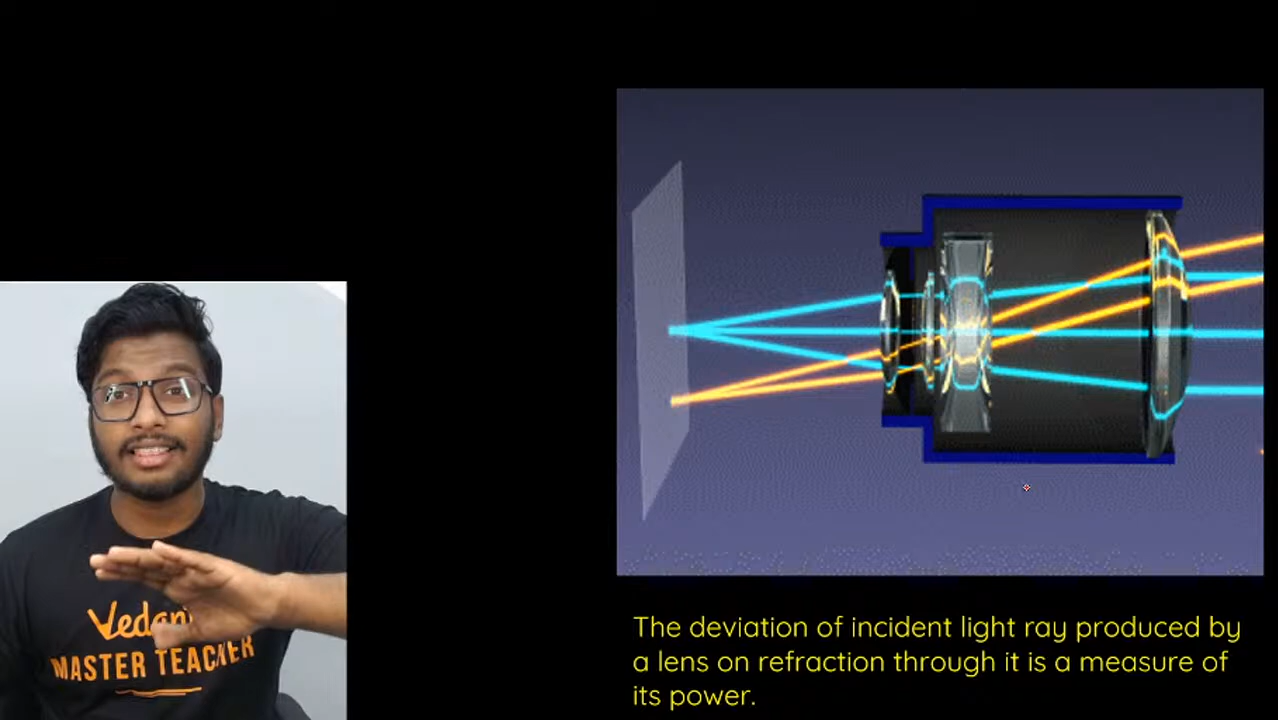 MASTER TEACHER
The deviation of incident light ray produced by
a lens on refraction through it is a measure of
its power.